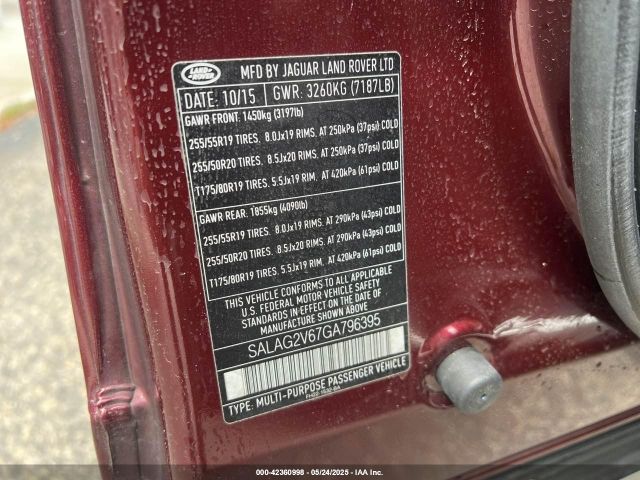 LAND ROVER
MFD BY JAGUAR LAND ROVER LTD
DATE: 10/15 GWR: 3260KG (7187LB)
GAWR FRONT: 1450kg (3197lb)
255/55R19 TIRES. 8.0Jx19 RIMS. AT 250kPa (37psi) COLD
255/50R20 TIRES. 8.5Jx20 RIMS. AT 250kPa (37psi) COLD
T175/80R19 TIRES. 5.5Jx19 RIM. AT 420kPa (61psi) COLD
GAWR REAR: 1855kg (4090lb)
255/55R19 TIRES. 8.0Jx19 RIMS. AT 290kPa (43psi) COLD
255/50R20 TIRES. 8.5Jx20 RIMS. AT 290kPa (43psi) COLD
T175/80R19 TIRES. 5.5Jx19 RIM. AT 420kPa (61psi) COLD
THIS VEHICLE CONFORMS TO ALL APPLICABLE
U.S. FEDERAL MOTOR VEHICLE SAFETY
STANDARDS IN EFFECT ON THE DATE OF
MANUFACTURE SHOWN ABOVE
SALAG2V67GA796395
TYPE: MULTI-PURPOSE PASSENGER VEHICLE
000-42360998 05/24/2025 IAA Inc.